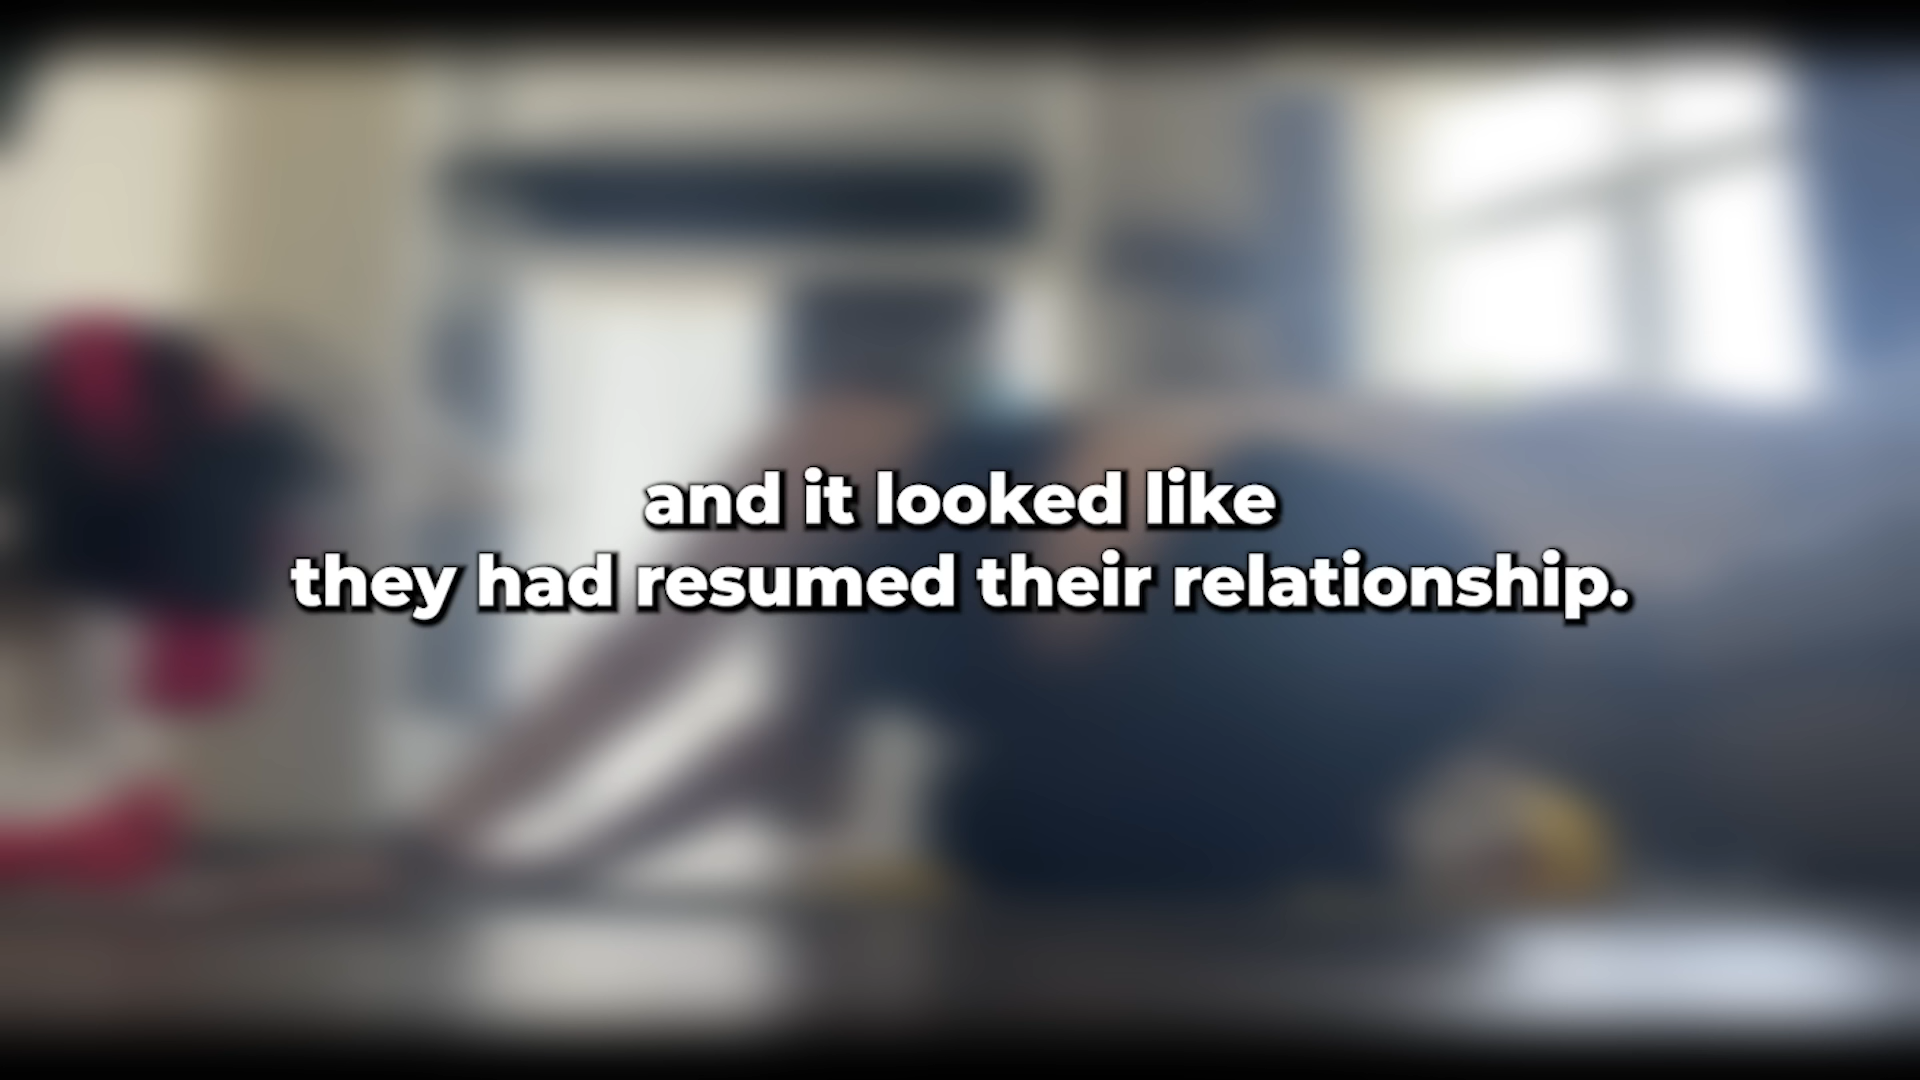 and it looked like
they had resumed their relationship.